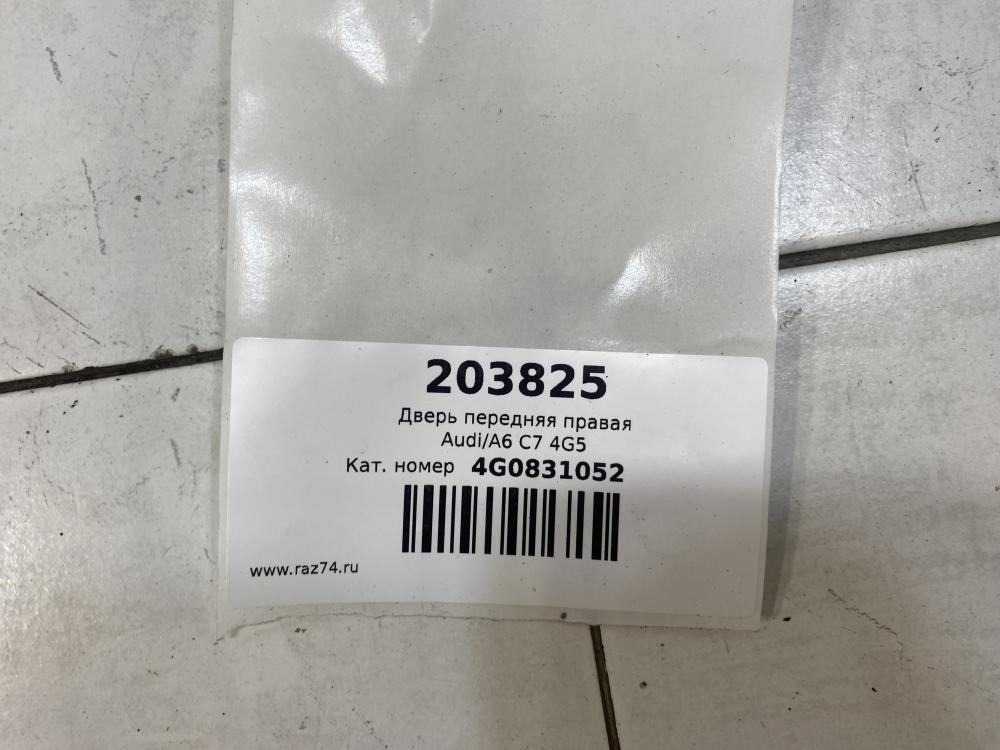 203825
Дверь передняя правая
Audi/A6 C7 4G5
Кат. номер 4G0831052
www.raz74.ru